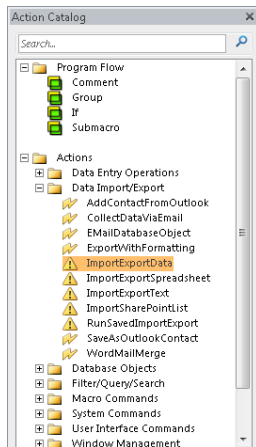 Action Catalog
Search...
Program Flow
Comment
Group
If
Submacro
Actions
Data Entry Operations
Data Import/Export
AddContactFromOutlook
CollectDataViaEmail
EMailDatabaseObject
ExportWithFormatting
ImportExportData
ImportExportSpreadsheet
ImportExportText
ImportSharePointList
RunSavedImportExport
SaveAsOutlookContact
WordMailMerge
Database Objects
Filter/Query/Search
Macro Commands
System Commands
User Interface Commands
Window Management